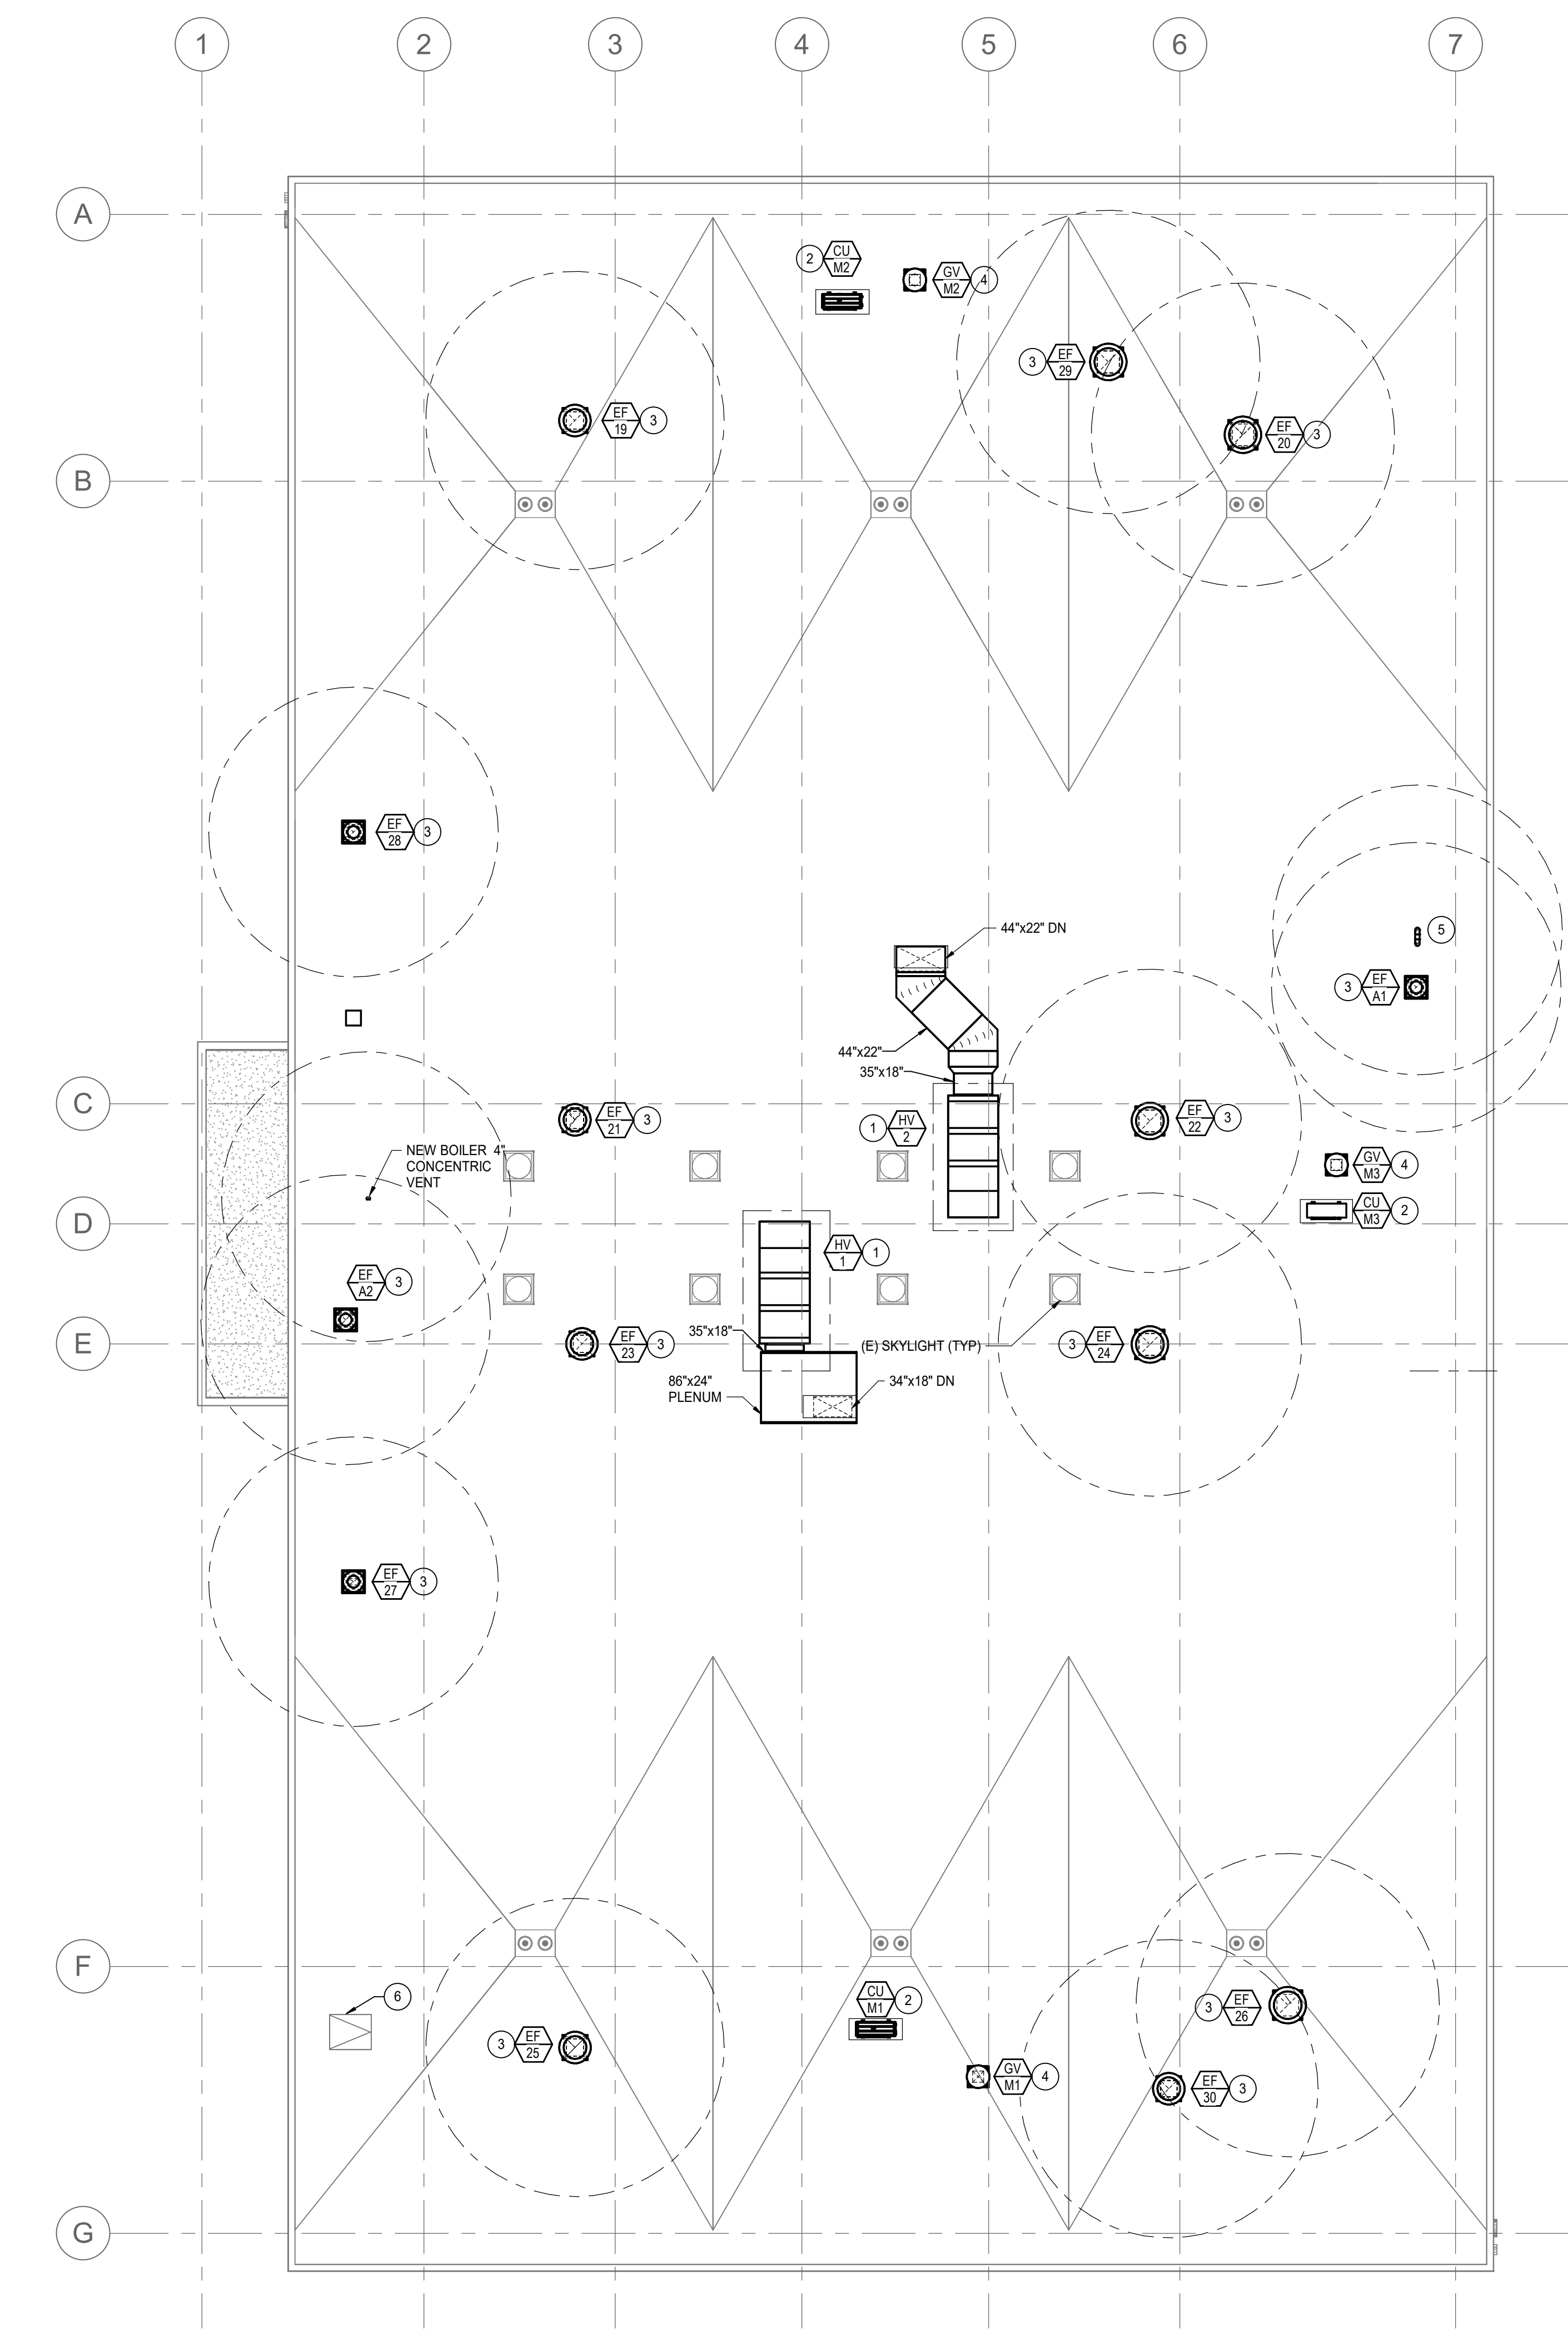 1
2
3
4
5
6
7
A
2
CU
M2
GV
M2
4
3
EF
29
EF
19
3
EF
20
3
B
EF
28
3
44"x22" DN
5
3
EF
A1
44"x22"
35"x18"
C
EF
21
3
1
HV
2
EF
22
3
NEW BOILER 4"
CONCENTRIC
VENT
GV
M3
4
CU
M3
2
D
HV
1
1
EF
A2
3
35"x18"
E
EF
23
3
(E) SKYLIGHT (TYP)
3
EF
24
86"x24"
PLENUM
34"x18" DN
EF
27
3
F
6
CU
M1
2
3
EF
26
3
EF
25
GV
M1
4
EF
30
3
G